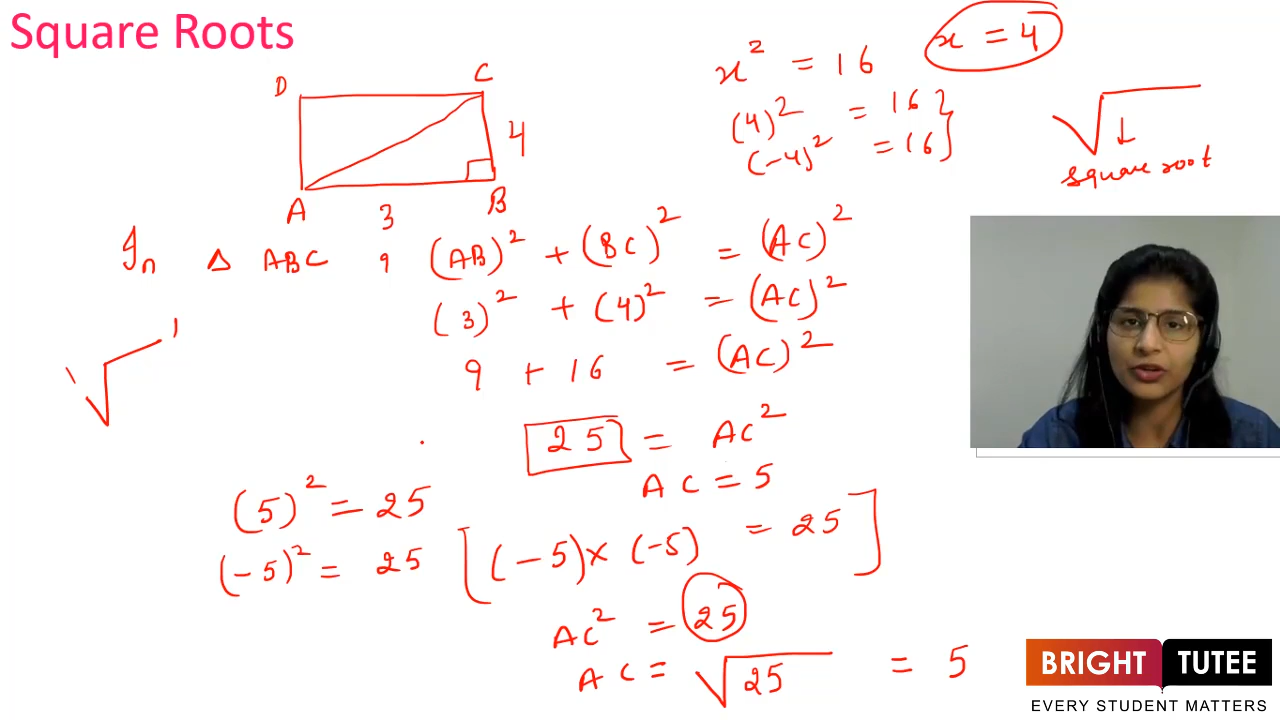 Square Roots
x² = 16
x = 4
(4)² = 16}
(-4)² = 16
√
square root
D
C
4
A
3
B
In Δ ABC, (AB)² + (BC)² = (AC)²
(3)² + (4)² = (AC)²
9 + 16 = (AC)²
'√'
25 = AC²
AC = 5
(5)² = 25
(-5)² = 25 [(-5)×(-5) = 25]
AC² = 25
AC = √25 = 5
BRIGHT TUTEE
EVERY STUDENT MATTERS